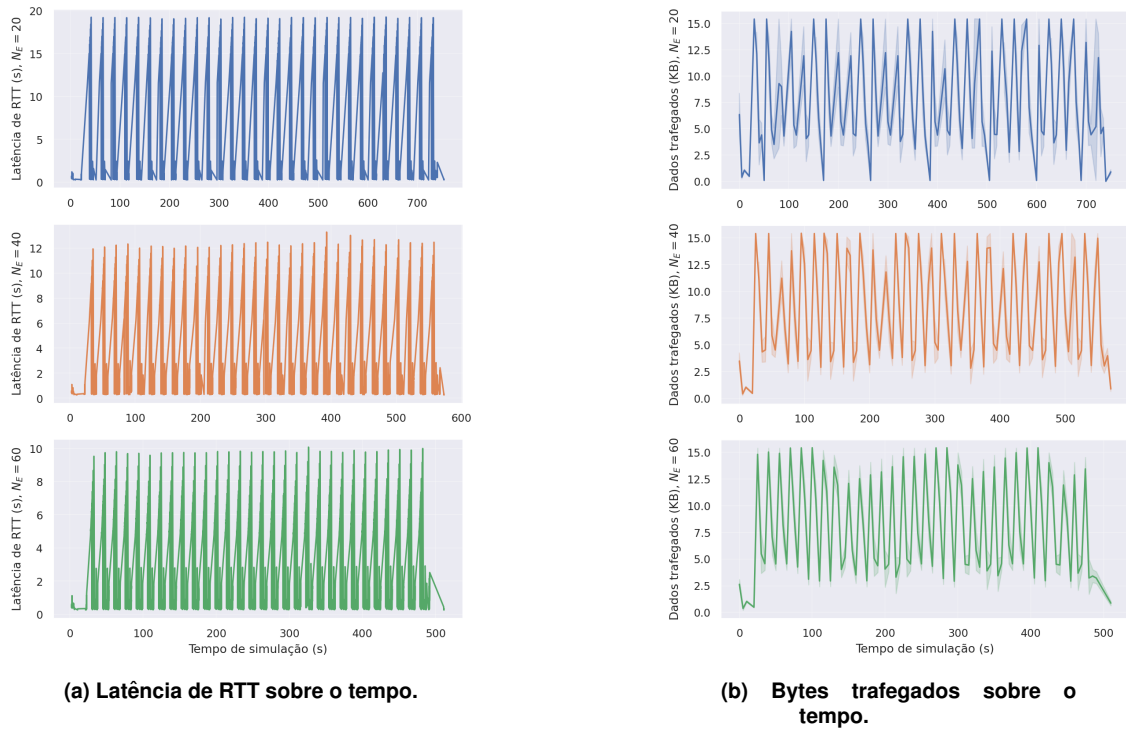 Latência de RTT (s), N_E = 20
20
15
10
5
0
0 100 200 300 400 500 600 700
Latência de RTT (s), N_E = 40
12
10
8
6
4
2
0
0 100 200 300 400 500 600
Latência de RTT (s), N_E = 60
10
8
6
4
2
0
0 100 200 300 400 500
Tempo de simulação (s)
(a) Latência de RTT sobre o tempo.
Dados trafegados (KB), N_E = 20
15.0
12.5
10.0
7.5
5.0
2.5
0.0
0 100 200 300 400 500 600 700
Dados trafegados (KB), N_E = 40
15.0
12.5
10.0
7.5
5.0
2.5
0.0
0 100 200 300 400 500
Dados trafegados (KB), N_E = 60
15.0
12.5
10.0
7.5
5.0
2.5
0.0
0 100 200 300 400 500
Tempo de simulação (s)
(b) Bytes trafegados sobre o
tempo.